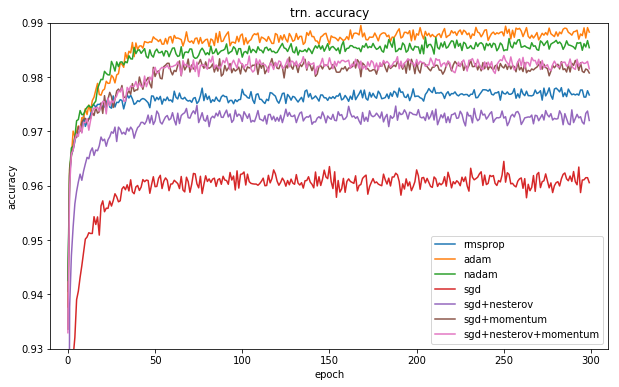 trn. accuracy
0.99
0.98
0.97
0.96
0.95
0.94
0.93
accuracy
0
50
100
150
200
250
300
epoch
rmsprop
adam
nadam
sgd
sgd+nesterov
sgd+momentum
sgd+nesterov+momentum